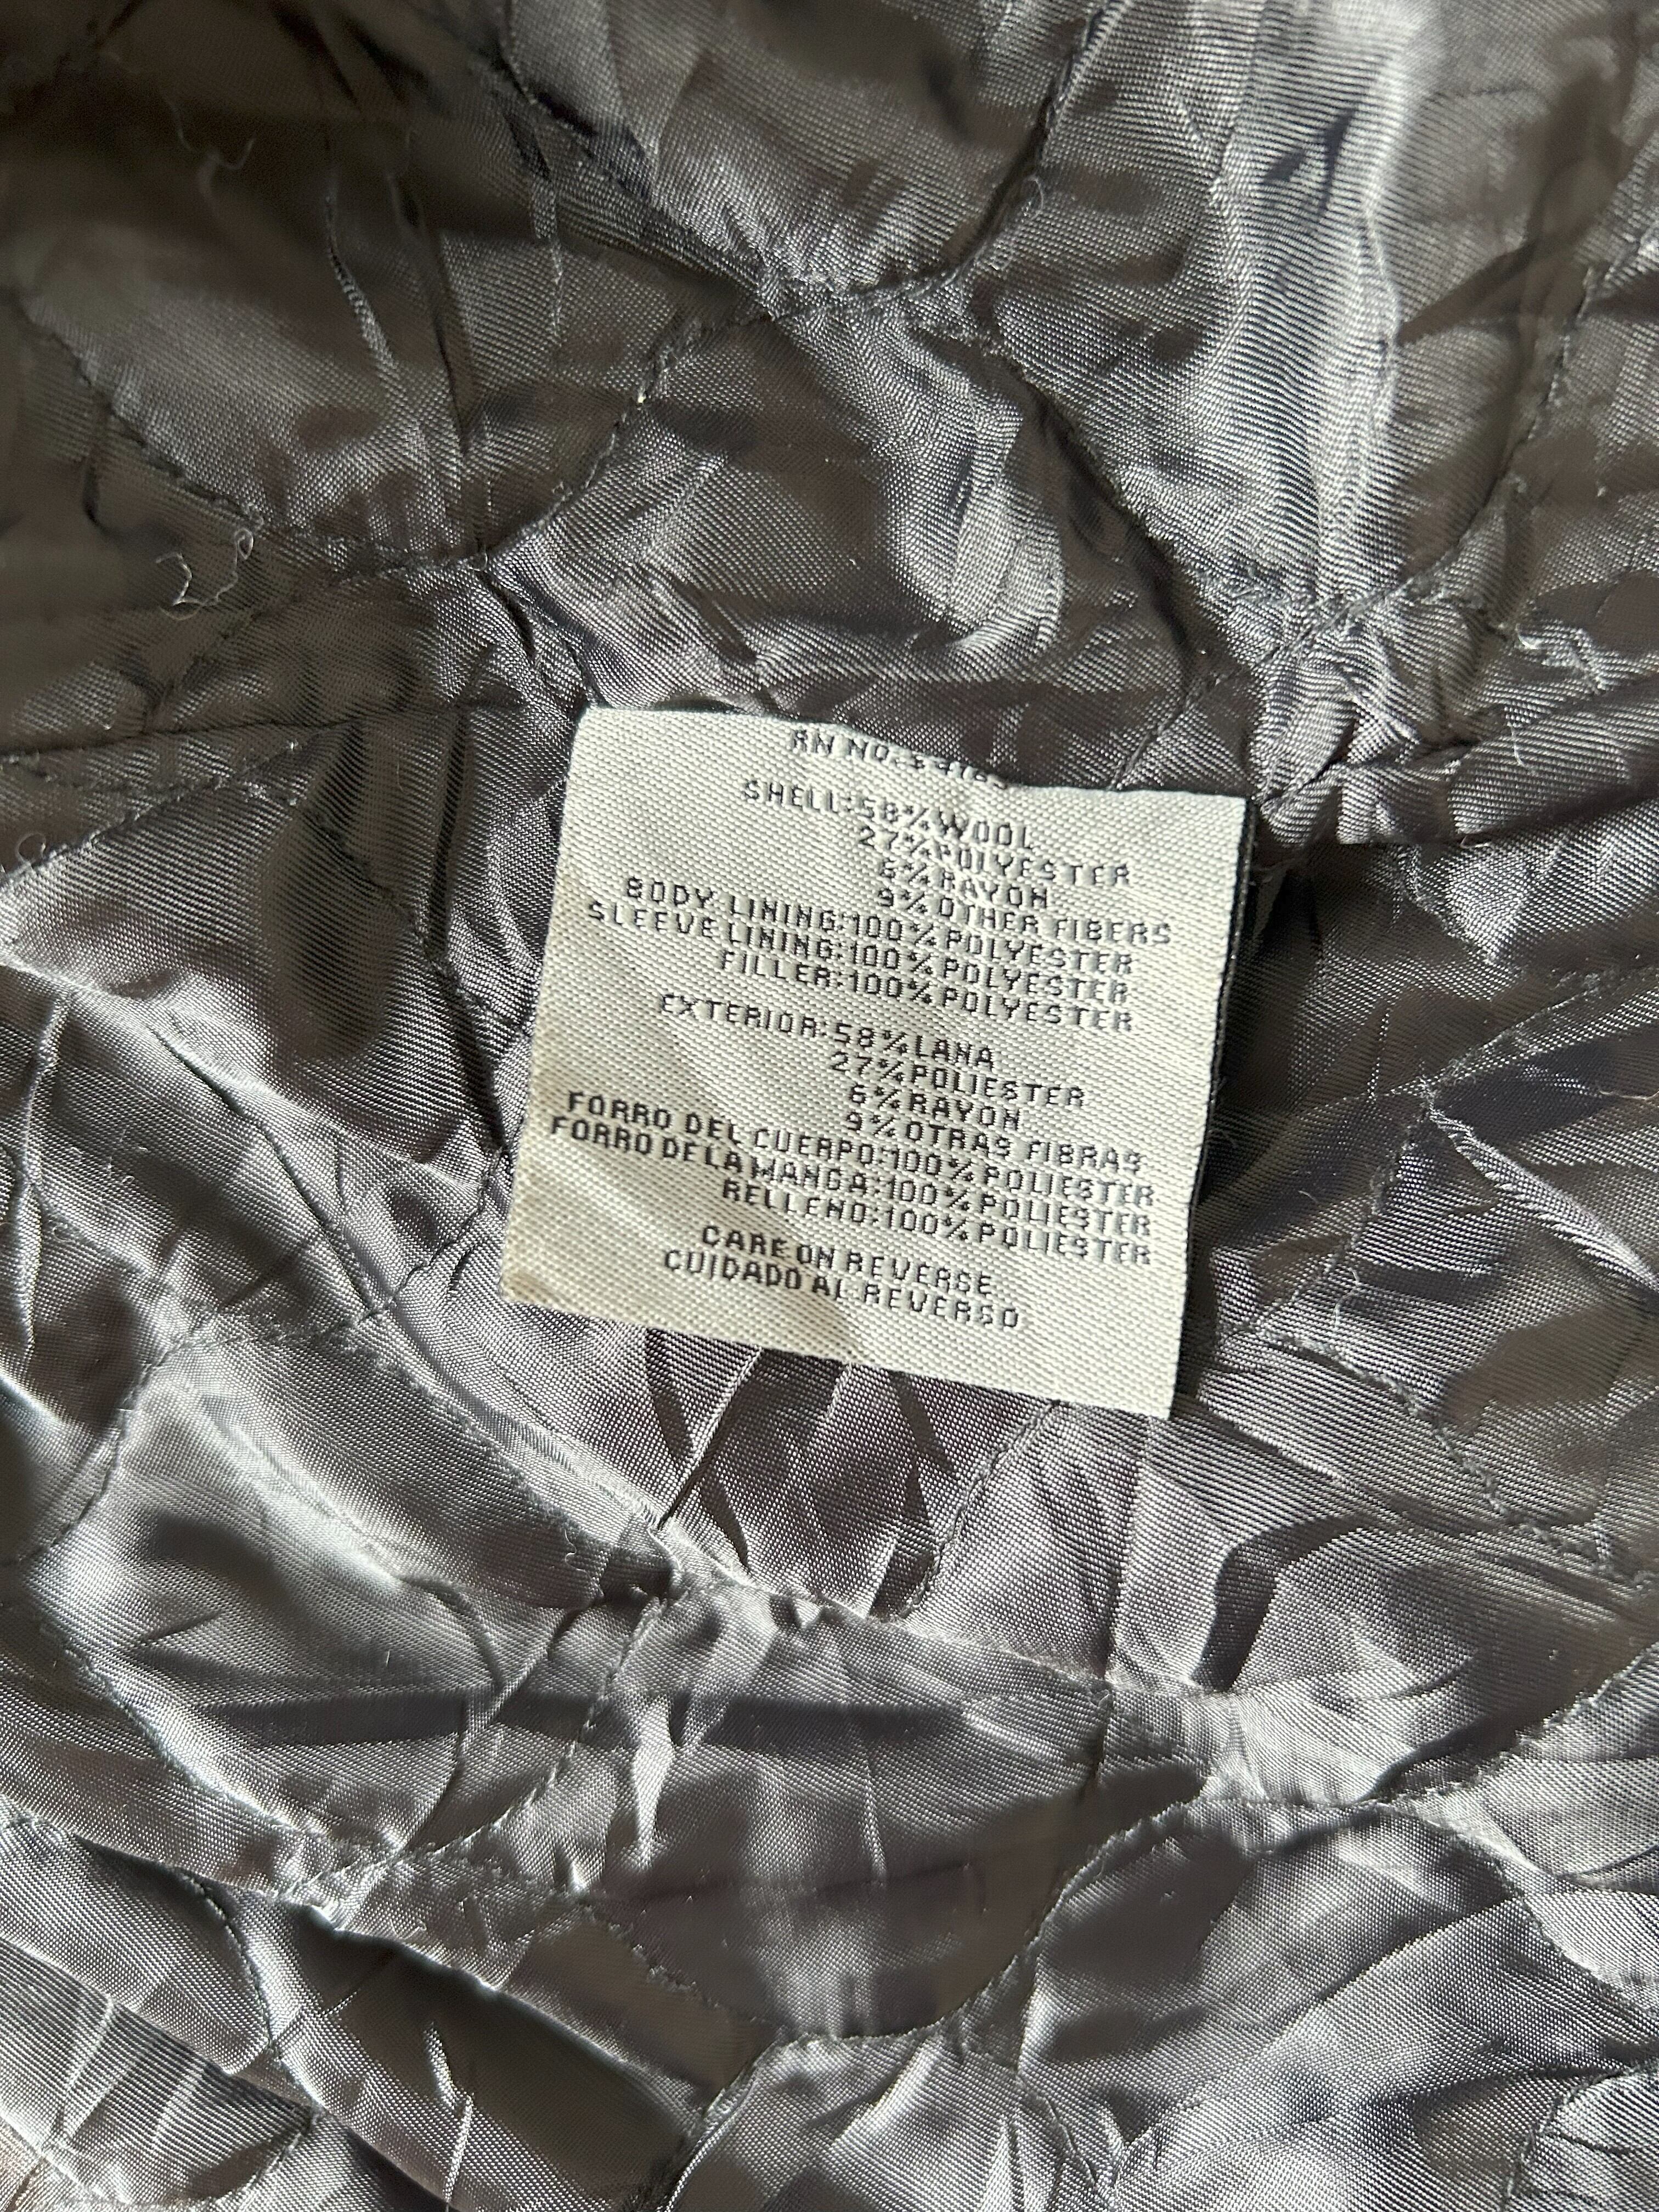 RN NO.
SHELL:58%WOOL
27%POLYESTER
6%RAYON
9%OTHER FIBERS
BODY LINING:100%POLYESTER
SLEEVE LINING:100%POLYESTER
FILLER:100%POLYESTER
EXTERIOR:58%LANA
27%POLIESTER
6%RAYON
9%OTRAS FIBRAS
FORRO DEL CUERPO:100%POLIESTER
FORRO DE LA MANGA:100%POLIESTER
RELLENO:100%POLIESTER
CARE ON REVERSE
CUIDADO AL REVERSO